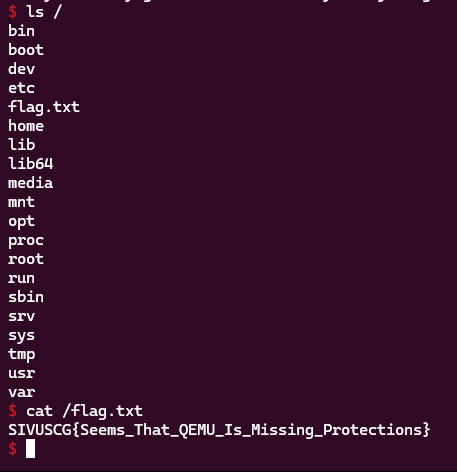 $ ls /
bin
boot
dev
etc
flag.txt
home
lib
lib64
media
mnt
opt
proc
root
run
sbin
srv
sys
tmp
usr
var
$ cat /flag.txt
SIVUSCG{Seems_That_QEMU_Is_Missing_Protections}
$